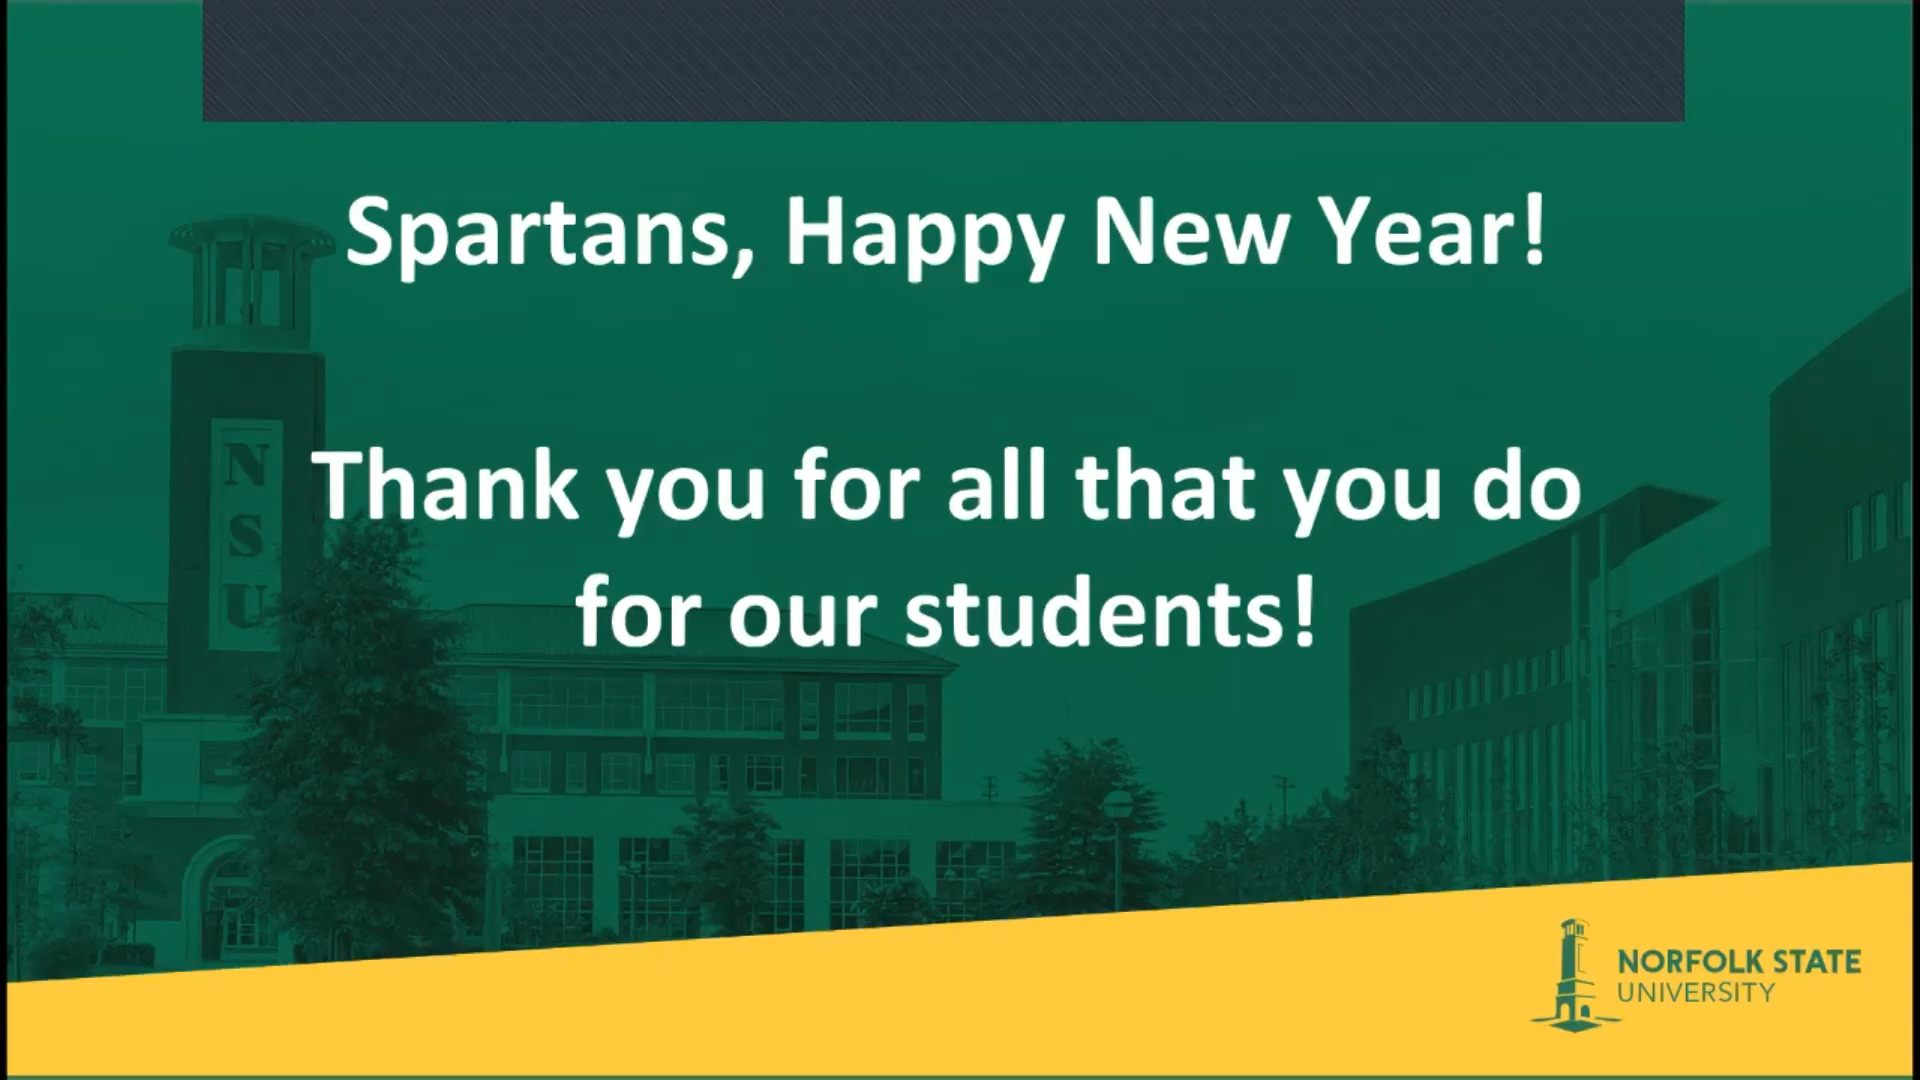 Spartans, Happy New Year!
N
S
U
Thank you for all that you do
for our students!
NORFOLK STATE
UNIVERSITY